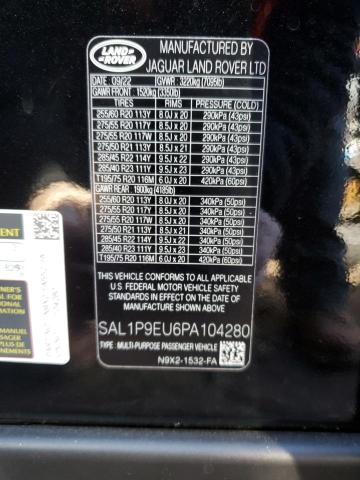 LAND ROVER
MANUFACTURED BY
JAGUAR LAND ROVER LTD
DATE: 09/22 GVWR: 3220kg (7095lb)
GAWR FRONT: 1520kg (3350lb)
TIRES RIMS PRESSURE (COLD)
255/60 R20 113Y 8.0J x 20 290kPa (43psi)
275/55 R20 117Y 8.0J x 20 290kPa (43psi)
275/55 R20 117W 8.0J x 20 290kPa (43psi)
275/50 R21 113Y 8.5J x 21 290kPa (43psi)
285/45 R22 114Y 9.5J x 22 290kPa (43psi)
285/40 R23 111Y 9.5J x 23 290kPa (43psi)
T195/75 R20 116M 6.0J x 20 420kPa (60psi)
GAWR REAR: 1900kg (4185lb)
255/60 R20 113Y 8.0J x 20 340kPa (50psi)
275/55 R20 117Y 8.0J x 20 340kPa (50psi)
275/55 R20 117W 8.0J x 20 340kPa (50psi)
275/50 R21 113Y 8.5J x 21 340kPa (50psi)
285/45 R22 114Y 9.5J x 22 340kPa (50psi)
285/40 R23 111Y 9.5J x 23 340kPa (50psi)
T195/75 R20 116M 6.0J x 20 420kPa (60psi)
THIS VEHICLE CONFORMS TO ALL APPLICABLE
U.S. FEDERAL MOTOR VEHICLE SAFETY
STANDARDS IN EFFECT ON THE DATE OF
MANUFACTURE SHOWN ABOVE.
SAL1P9EU6PA104280
TYPE: MULTI-PURPOSE PASSENGER VEHICLE
N9X2-1532-FA